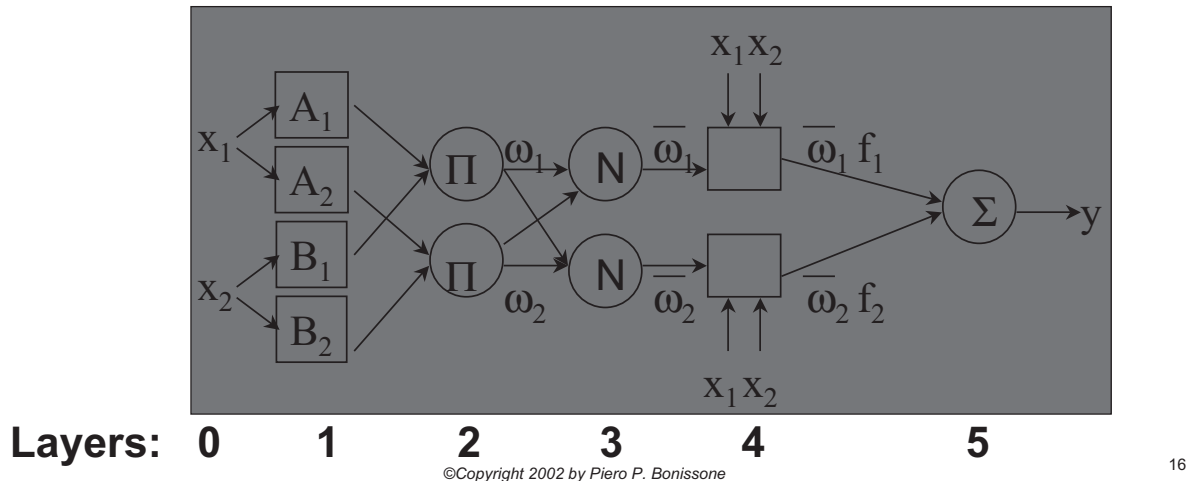 x₁ x₂
A₁
x₁
A₂
B₁
x₂
B₂
Π ω₁ N ω̅₁ ω̅₁ f₁
Σ y
Π ω₂ N ω̅₂ ω̅₂ f₂
x₁ x₂
Layers: 0 1 2 3 4 5
©Copyright 2002 by Piero P. Bonissone
16